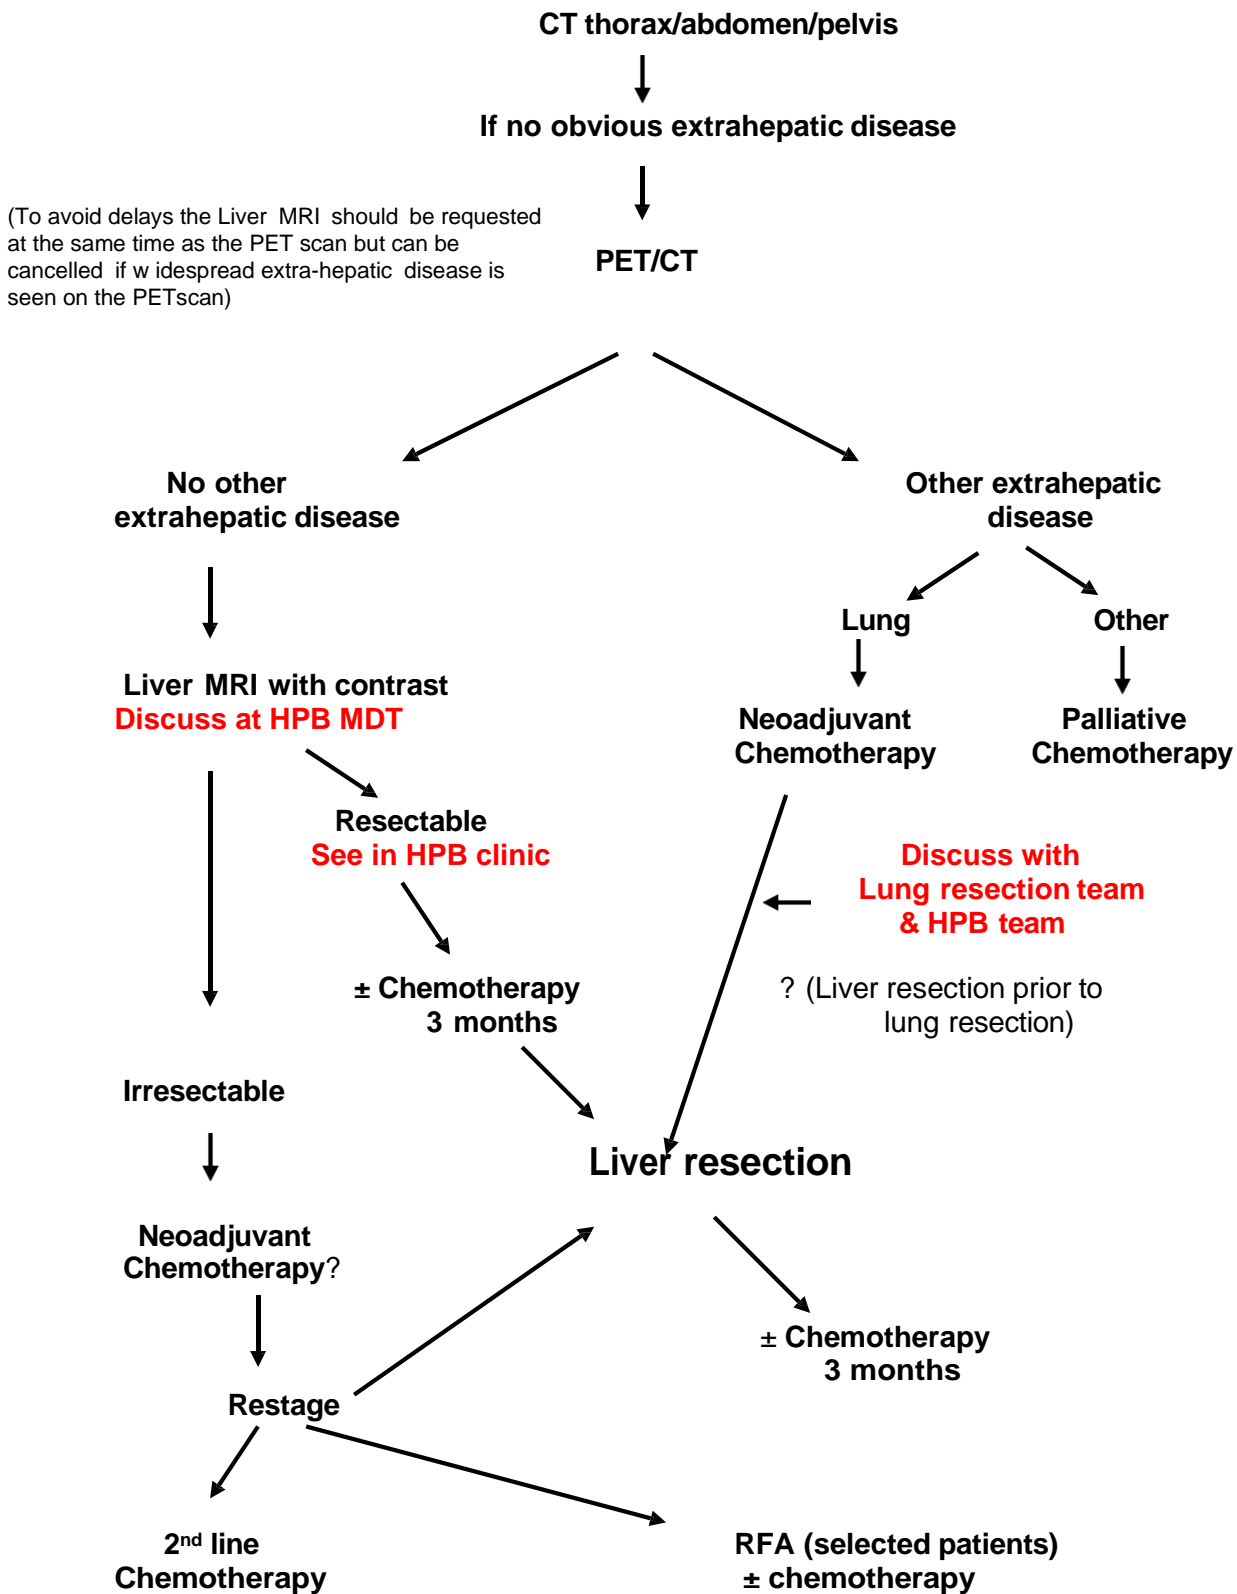 CT thorax/abdomen/pelvis
If no obvious extrahepatic disease
(To avoid delays the Liver MRI should be requested
at the same time as the PET scan but can be
cancelled if w idespread extra-hepatic disease is
seen on the PETscan)
PET/CT
No other
extrahepatic disease
Other extrahepatic
disease
Lung
Other
Liver MRI with contrast
Discuss at HPB MDT
Neoadjuvant
Chemotherapy
Palliative
Chemotherapy
Resectable
See in HPB clinic
Discuss with
Lung resection team
& HPB team
± Chemotherapy
3 months
? (Liver resection prior to
lung resection)
Irresectable
Liver resection
Neoadjuvant
Chemotherapy?
± Chemotherapy
3 months
Restage
2nd line
Chemotherapy
RFA (selected patients)
± chemotherapy